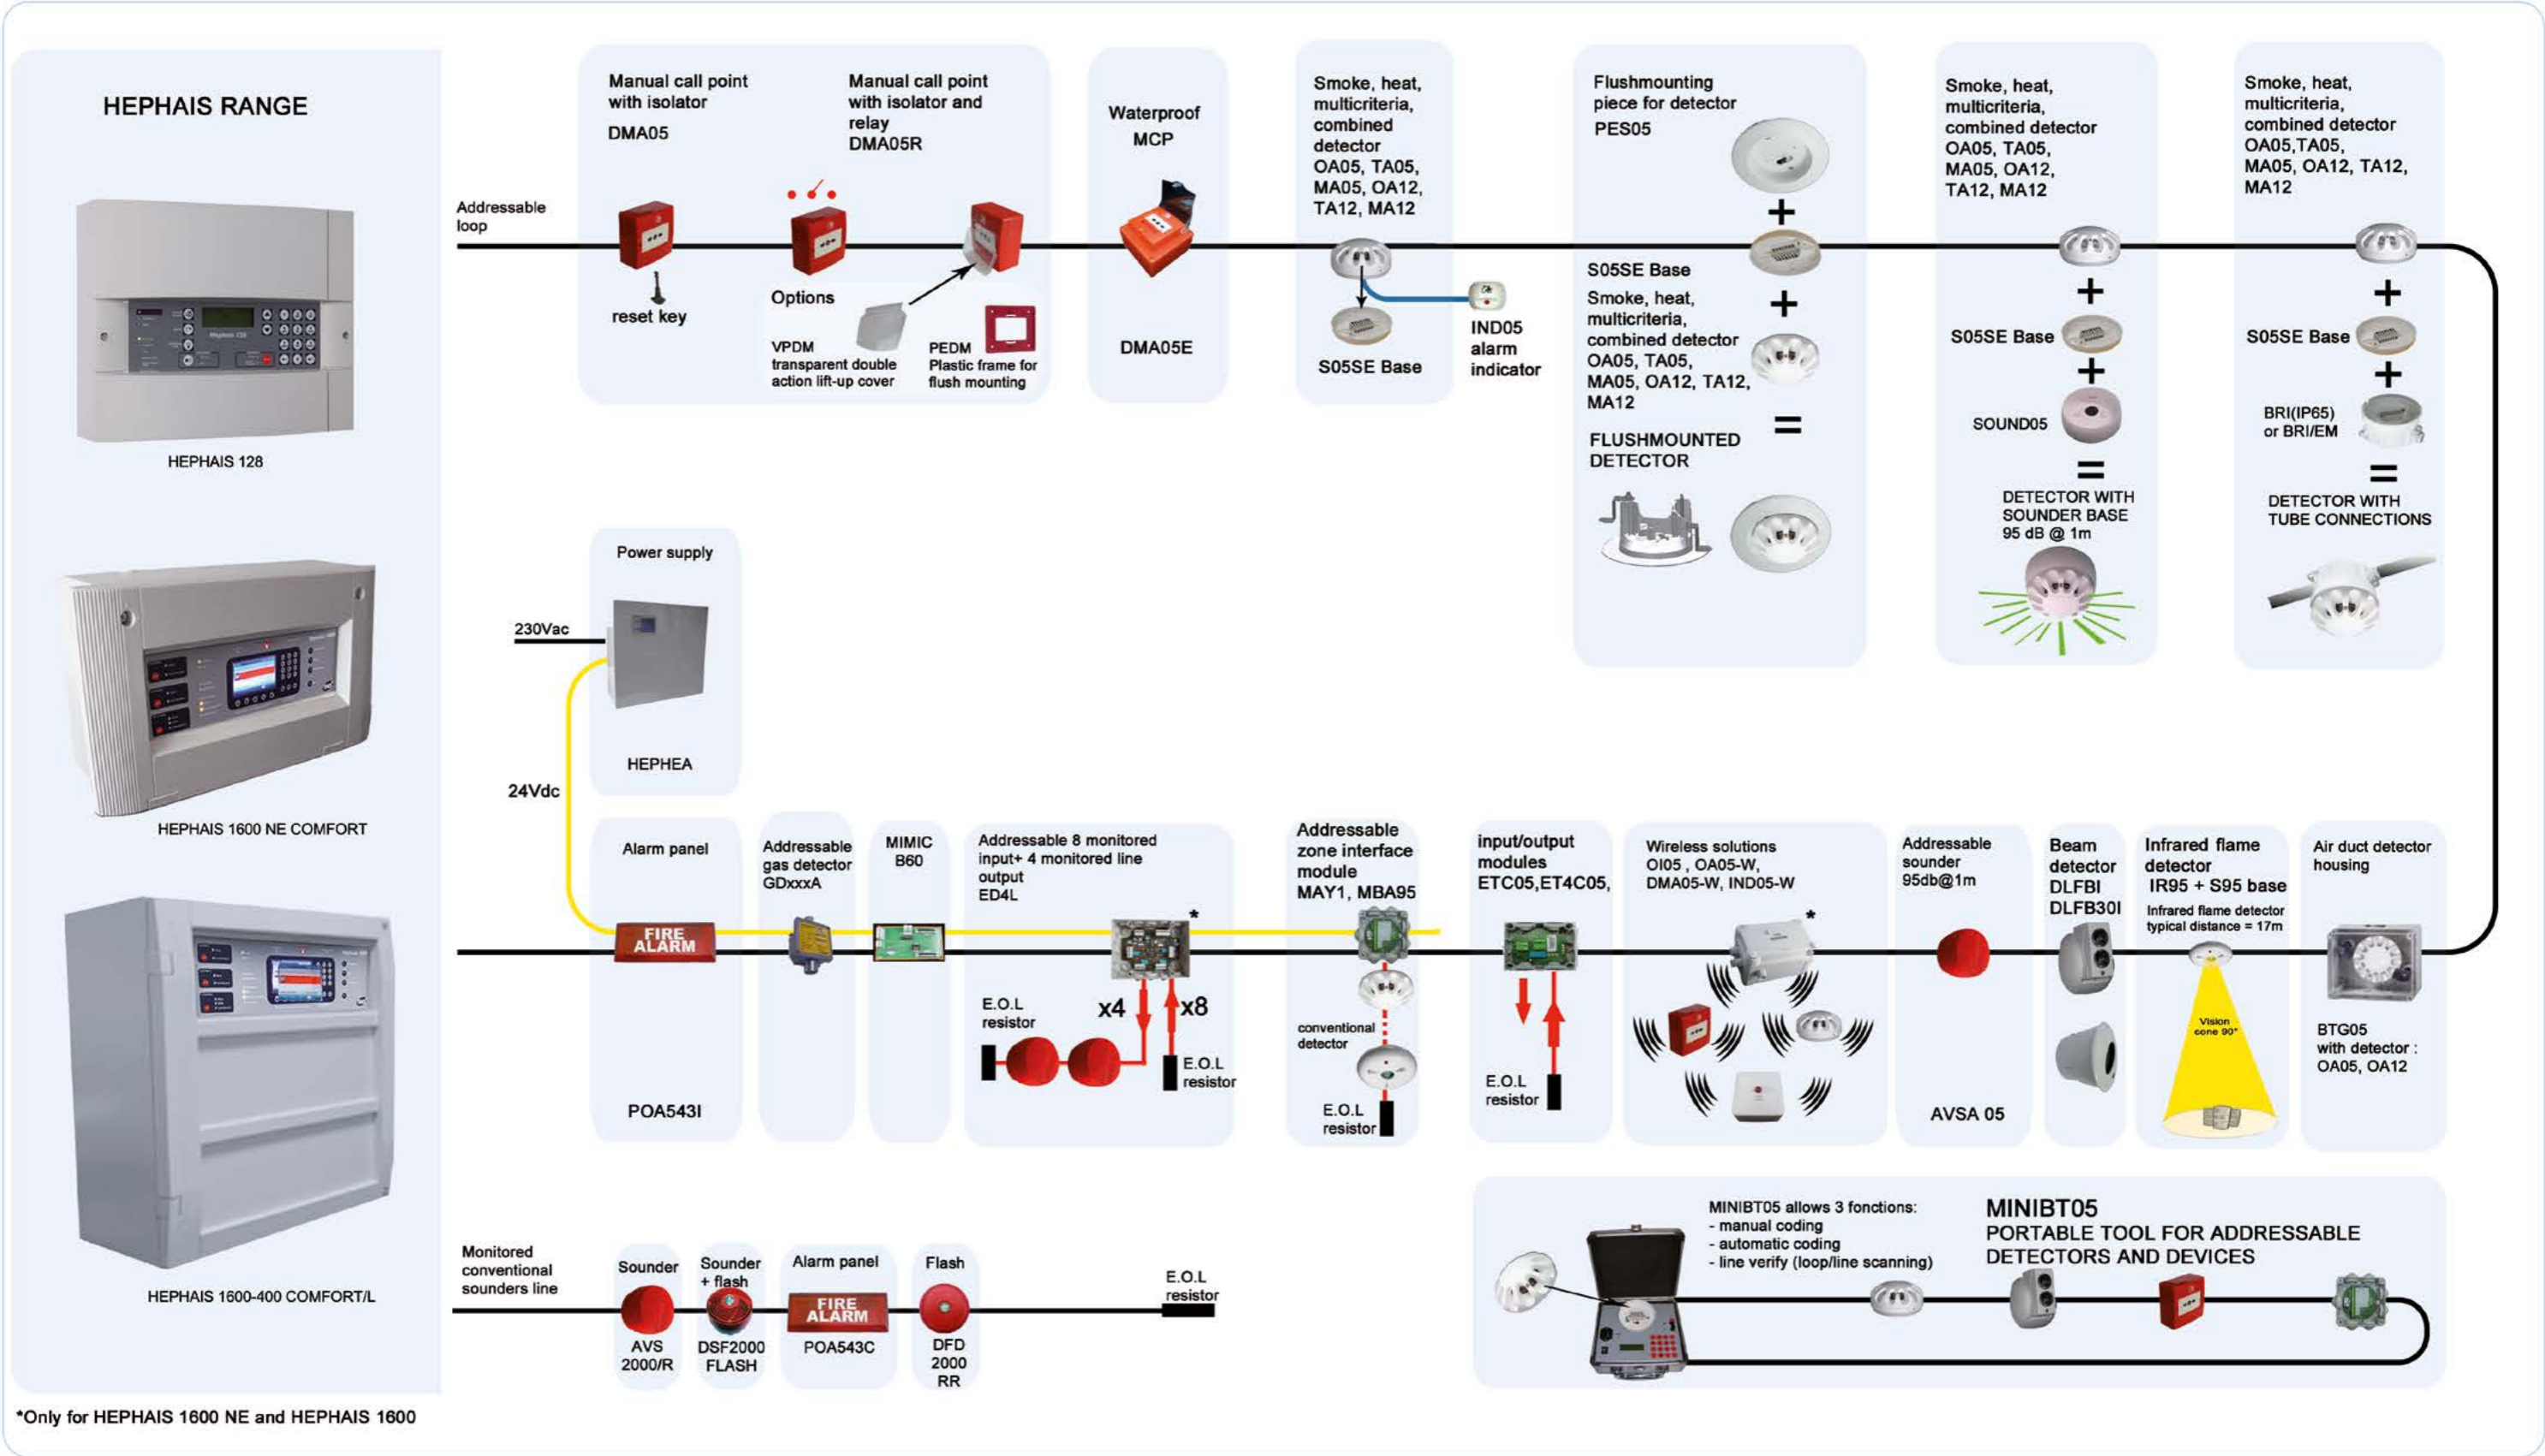 HEPHAIS RANGE
HEPHAIS 128
HEPHAIS 1600 NE COMFORT
HEPHAIS 1600-400 COMFORT/L
*Only for HEPHAIS 1600 NE and HEPHAIS 1600
Addressable
loop
Manual call point
with isolator
DMA05
reset key
Manual call point
with isolator and
relay
DMA05R
Options
VPDM
transparent double
action lift-up cover
PEDM
Plastic frame for
flush mounting
Waterproof
MCP
DMA05E
Smoke, heat,
multicriteria,
combined
detector
OA05, TA05,
MA05, OA12,
TA12, MA12
S05SE Base
IND05
alarm
indicator
Flushmounting
piece for detector
PES05
+
S05SE Base
+
Smoke, heat,
multicriteria,
combined detector
OA05, TA05,
MA05, OA12, TA12,
MA12
=
FLUSHMOUNTED
DETECTOR
Smoke, heat,
multicriteria,
combined detector
OA05, TA05,
MA05, OA12,
TA12, MA12
+
S05SE Base
+
SOUND05
=
DETECTOR WITH
SOUNDER BASE
95 dB @ 1m
Smoke, heat,
multicriteria,
combined detector
OA05,TA05,
MA05, OA12, TA12,
MA12
+
S05SE Base
+
BRI(IP65)
or BRI/EM
=
DETECTOR WITH
TUBE CONNECTIONS
Power supply
230Vac
HEPHEA
24Vdc
Alarm panel
FIRE
ALARM
POA543I
Addressable
gas detector
GDxxxA
MIMIC
B60
Addressable 8 monitored
input+ 4 monitored line
output
ED4L
*
E.O.L
resistor
x4
x8
E.O.L
resistor
Addressable
zone interface
module
MAY1, MBA95
conventional
detector
E.O.L
resistor
input/output
modules
ETC05,ET4C05,
E.O.L
resistor
Wireless solutions
OI05 , OA05-W,
DMA05-W, IND05-W
*
Addressable
sounder
95db@1m
AVSA 05
Beam
detector
DLFBI
DLFB30I
Infrared flame
detector
IR95 + S95 base
Infrared flame detector
typical distance = 17m
Vision
cone 90°
Air duct detector
housing
BTG05
with detector :
OA05, OA12
Monitored
conventional
sounders line
Sounder
AVS
2000/R
Sounder
+ flash
DSF2000
FLASH
Alarm panel
FIRE
ALARM
POA543C
Flash
DFD
2000
RR
E.O.L
resistor
MINIBT05 allows 3 fonctions:
- manual coding
- automatic coding
- line verify (loop/line scanning)
MINIBT05
PORTABLE TOOL FOR ADDRESSABLE
DETECTORS AND DEVICES